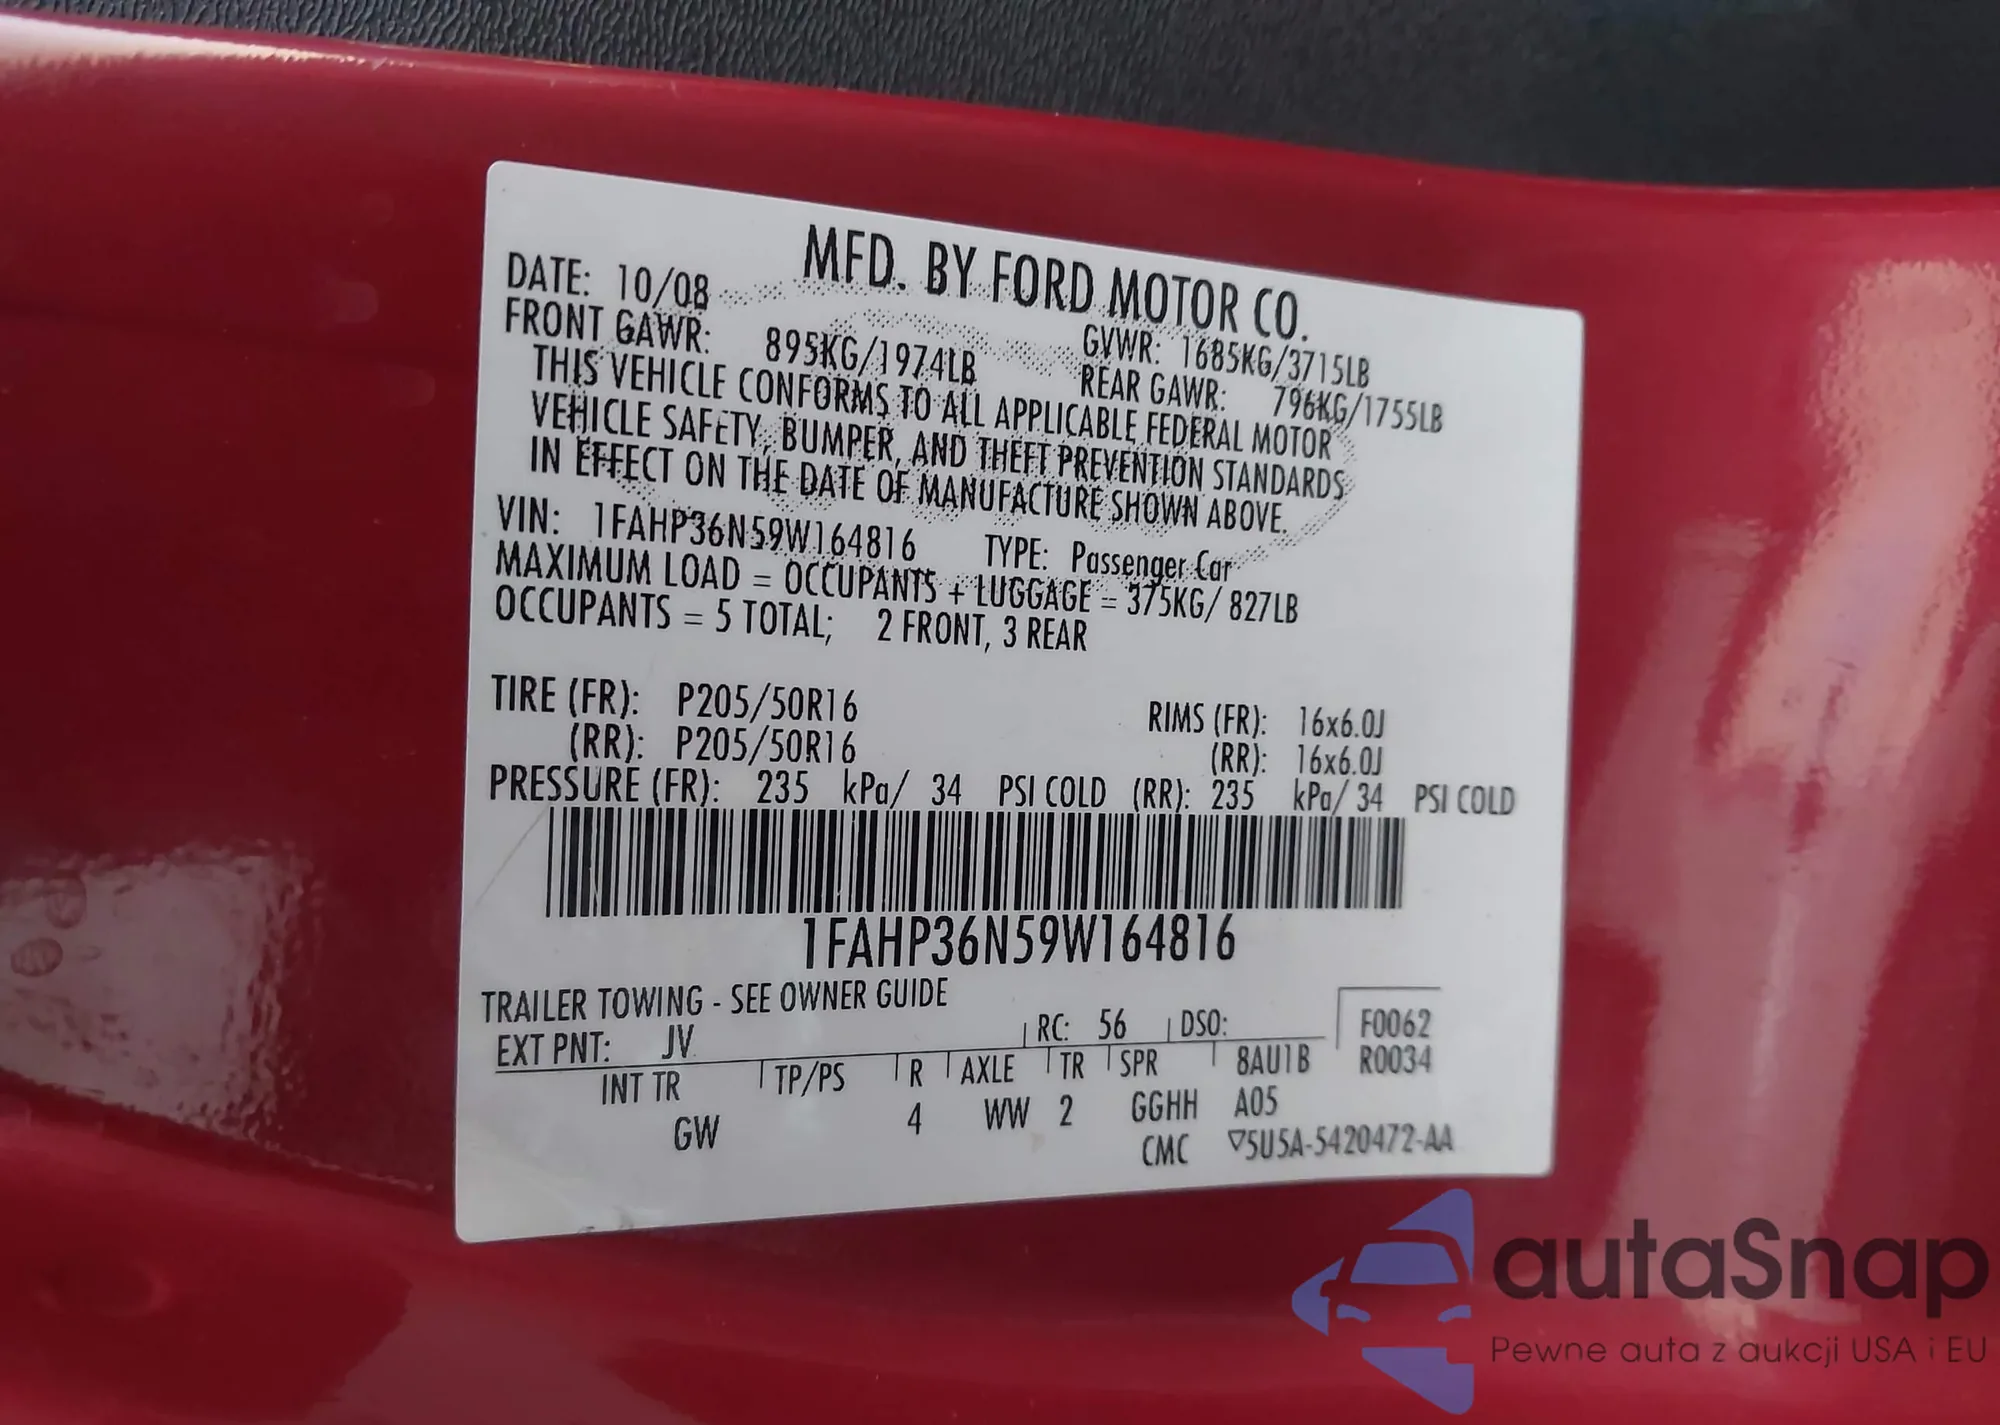 MFD. BY FORD MOTOR CO.
DATE: 10/08
GVWR: 1685KG/3715LB
FRONT GAWR: 895KG/1974LB
REAR GAWR: 796KG/1755LB
THIS VEHICLE CONFORMS TO ALL APPLICABLE FEDERAL MOTOR
VEHICLE SAFETY, BUMPER, AND THEFT PREVENTION STANDARDS
IN EFFECT ON THE DATE OF MANUFACTURE SHOWN ABOVE.
VIN: 1FAHP36N59W164816 TYPE: Passenger Car
MAXIMUM LOAD = OCCUPANTS + LUGGAGE = 375KG/ 827LB
OCCUPANTS = 5 TOTAL; 2 FRONT, 3 REAR
TIRE (FR): P205/50R16 RIMS (FR): 16x6.0J
(RR): P205/50R16 (RR): 16x6.0J
PRESSURE (FR): 235 kPa/ 34 PSI COLD (RR): 235 kPa/ 34 PSI COLD
1FAHP36N59W164816
TRAILER TOWING - SEE OWNER GUIDE
EXT PNT: JV RC: 56 DSO: F0062
INT TR TP/PS R AXLE TR SPR 8AU1B R0034
GW 4 WW 2 GGHH A05
CMC ▽5U5A-5420472-AA
autaSnap
Pewne auta z aukcji USA i EU